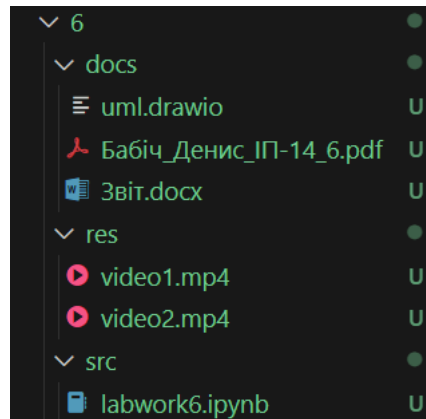 6
docs
uml.drawio U
Бабіч_Денис_ІП-14_6.pdf U
Звіт.docx U
res
video1.mp4 U
video2.mp4 U
src
labwork6.ipynb U